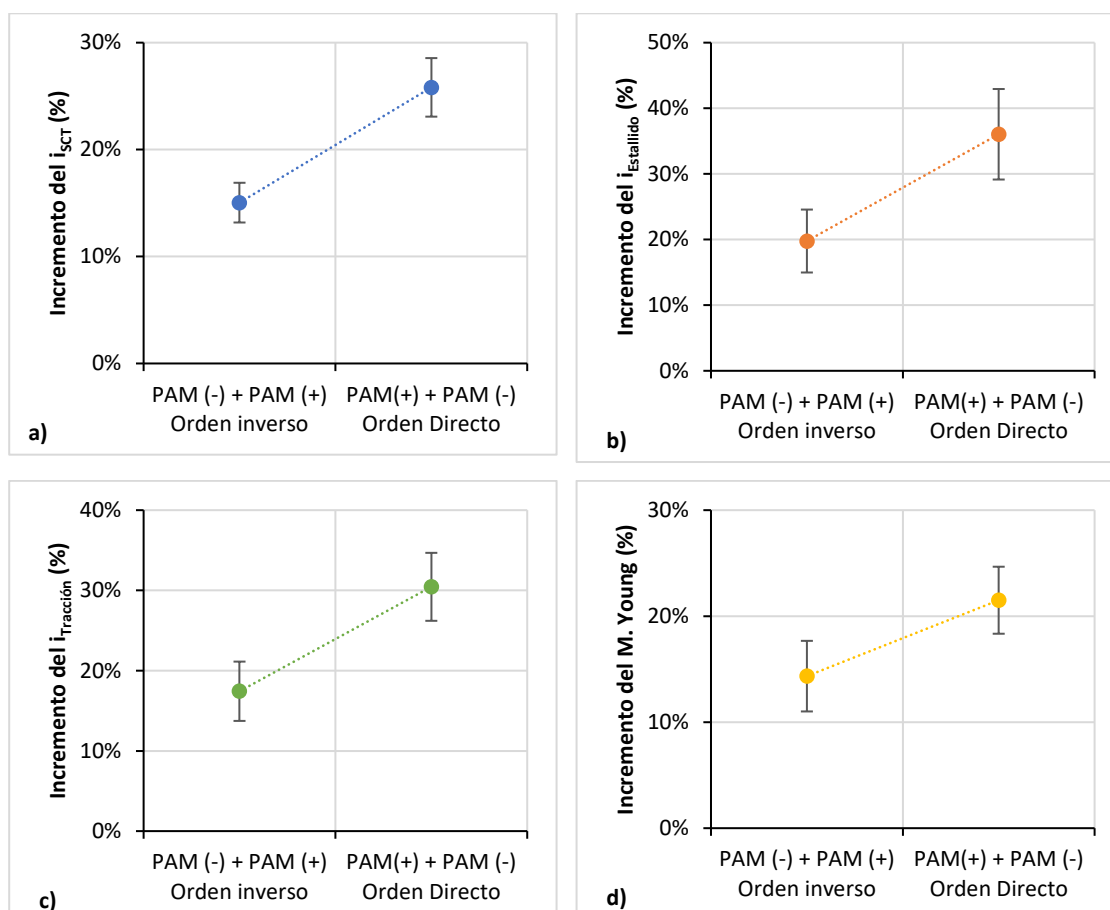 Incremento del iSCT (%)
30%
20%
10%
0%
PAM (-) + PAM (+)
Orden inverso
PAM(+) + PAM (-)
Orden Directo
a)
Incremento del iEstallido (%)
50%
40%
30%
20%
10%
0%
PAM (-) + PAM (+)
Orden inverso
PAM(+) + PAM (-)
Orden Directo
b)
Incremento del iTracción (%)
40%
30%
20%
10%
0%
PAM (-) + PAM (+)
Orden inverso
PAM(+) + PAM (-)
Orden Directo
c)
Incremento del M. Young (%)
30%
20%
10%
0%
PAM (-) + PAM (+)
Orden inverso
PAM(+) + PAM (-)
Orden Directo
d)